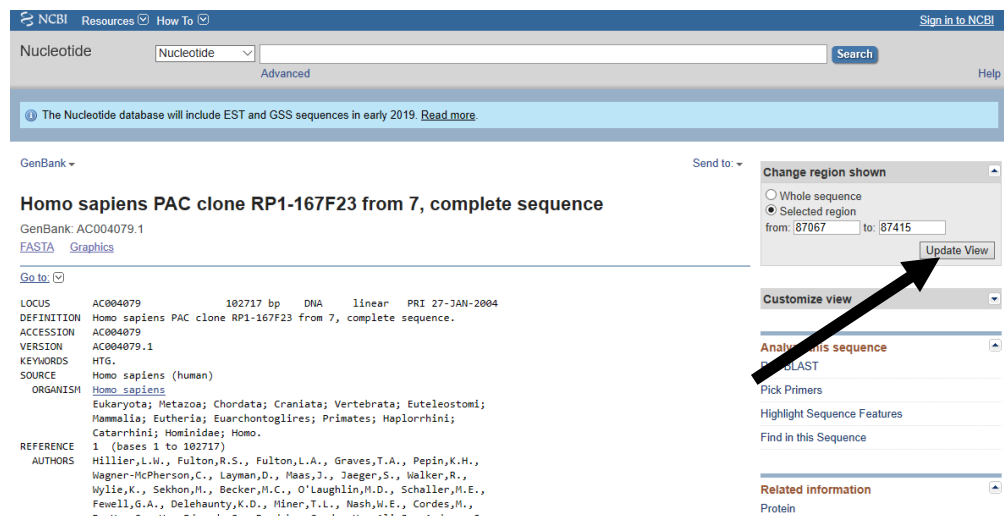 NCBI Resources How To Sign in to NCBI
Nucleotide Nucleotide Search
Advanced Help
The Nucleotide database will include EST and GSS sequences in early 2019. Read more.
GenBank Send to:
Homo sapiens PAC clone RP1-167F23 from 7, complete sequence
GenBank: AC004079.1
FASTA Graphics
Go to:
LOCUS AC004079 102717 bp DNA linear PRI 27-JAN-2004
DEFINITION Homo sapiens PAC clone RP1-167F23 from 7, complete sequence.
ACCESSION AC004079
VERSION AC004079.1
KEYWORDS HTG.
SOURCE Homo sapiens (human)
ORGANISM Homo sapiens
Eukaryota; Metazoa; Chordata; Craniata; Vertebrata; Euteleostomi;
Mammalia; Eutheria; Euarchontoglires; Primates; Haplorrhini;
Catarrhini; Hominidae; Homo.
REFERENCE 1 (bases 1 to 102717)
AUTHORS Hillier,L.W., Fulton,R.S., Fulton,L.A., Graves,T.A., Pepin,K.H.,
Wagner-McPherson,C., Layman,D., Maas,J., Jaeger,S., Walker,R.,
Wylie,K., Sekhon,M., Becker,M.C., O'Laughlin,M.D., Schaller,M.E.,
Fewell,G.A., Delehaunty,K.D., Miner,T.L., Nash,W.E., Cordes,M.,
Change region shown
Whole sequence
Selected region
from: 87067 to: 87415
Update View
Customize view
sequence
BLAST
Pick Primers
Highlight Sequence Features
Find in this Sequence
Related information
Protein